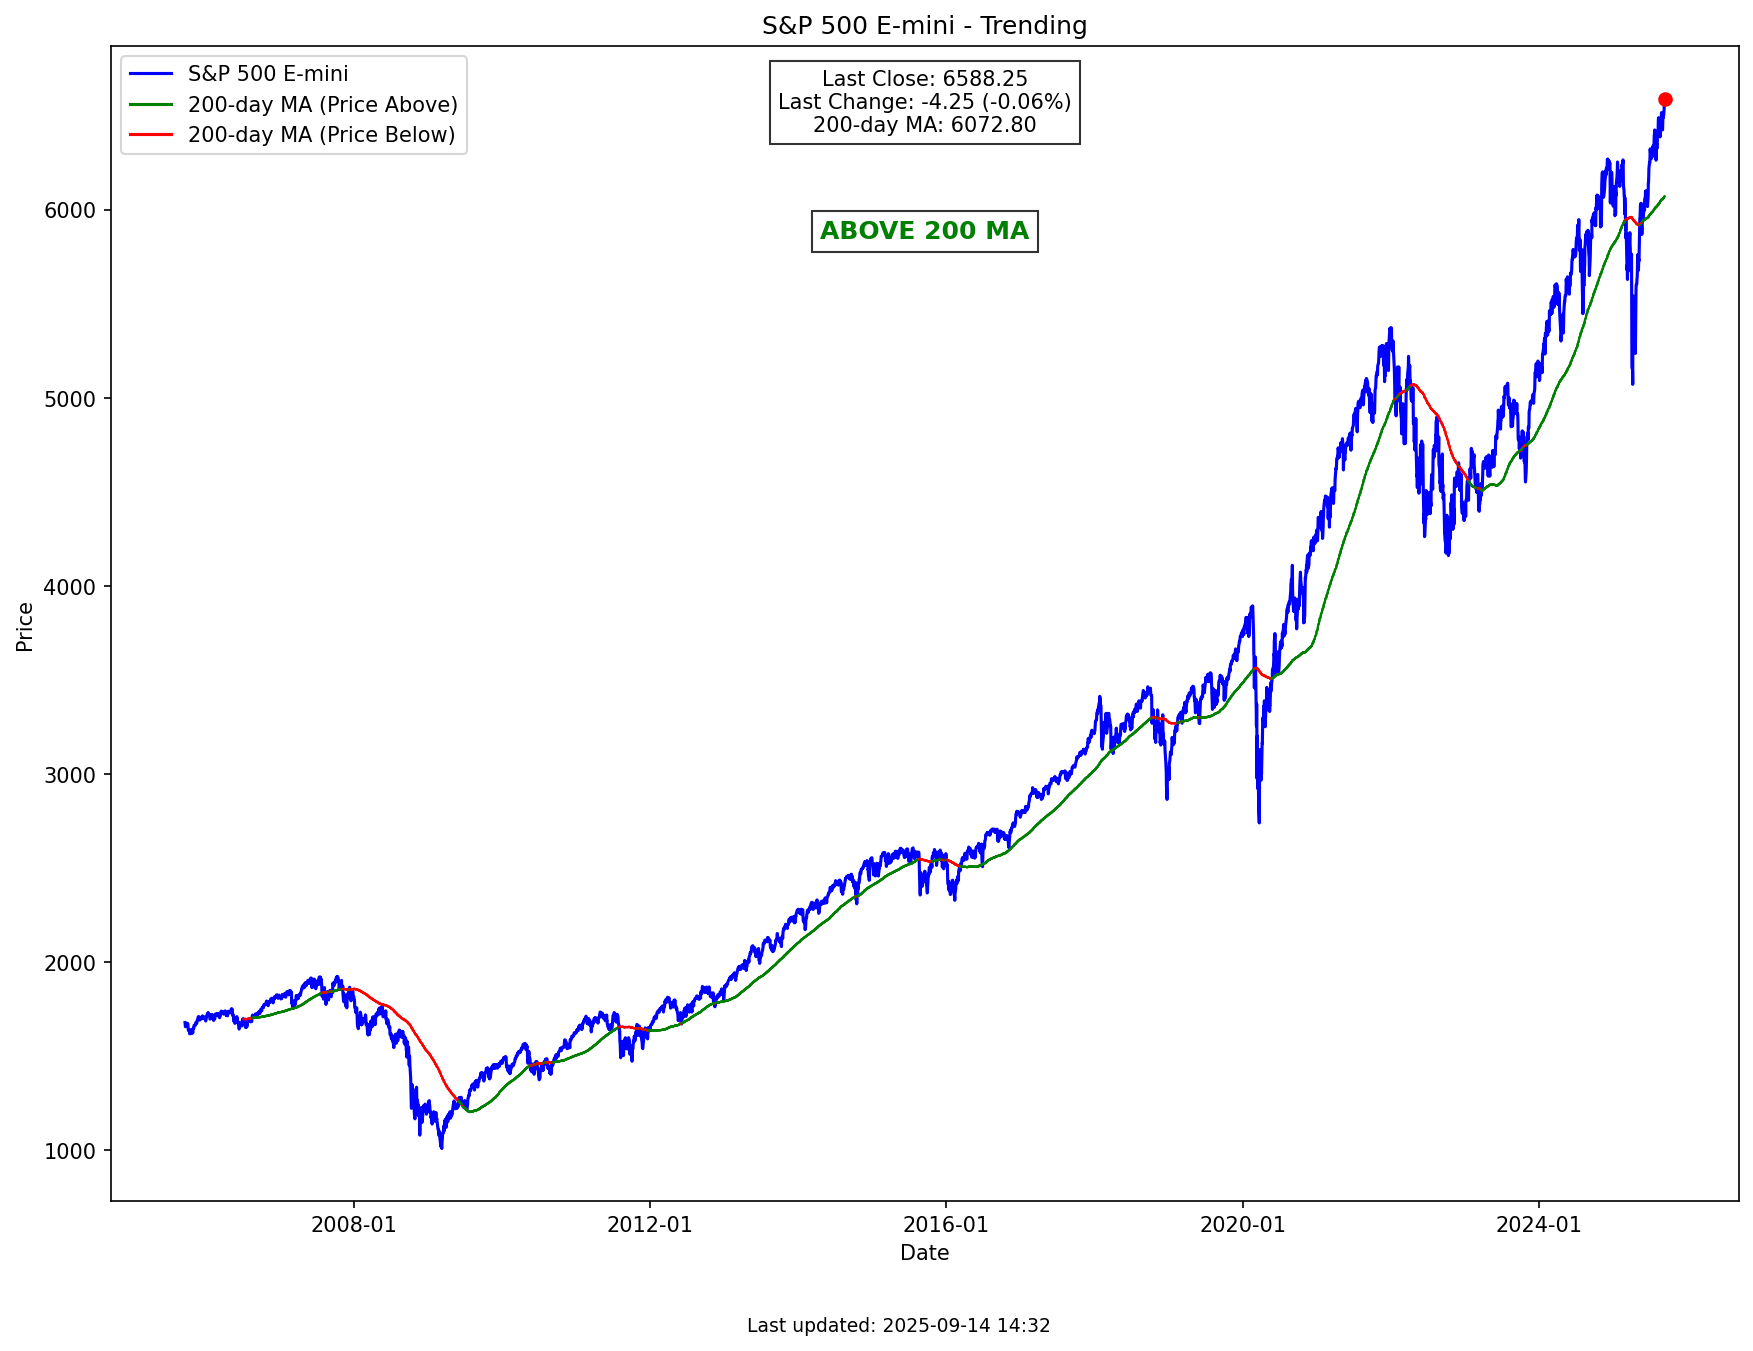 S&P 500 E-mini - Trending
S&P 500 E-mini
200-day MA (Price Above)
200-day MA (Price Below)
Last Close: 6588.25
Last Change: -4.25 (-0.06%)
200-day MA: 6072.80
ABOVE 200 MA
Price
6000
5000
4000
3000
2000
1000
2008-01
2012-01
2016-01
2020-01
2024-01
Date
Last updated: 2025-09-14 14:32